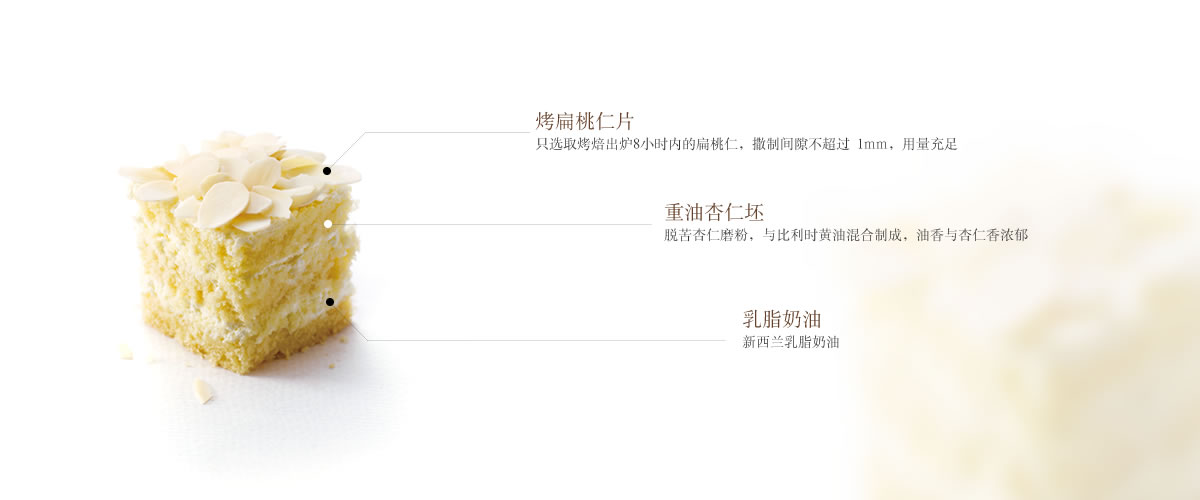 烤扁桃仁片
只选取烤焙出炉8小时内的扁桃仁，撒制间隙不超过 1mm，用量充足
重油杏仁坯
脱苦杏仁磨粉，与比利时黄油混合制成，油香与杏仁香浓郁
乳脂奶油
新西兰乳脂奶油